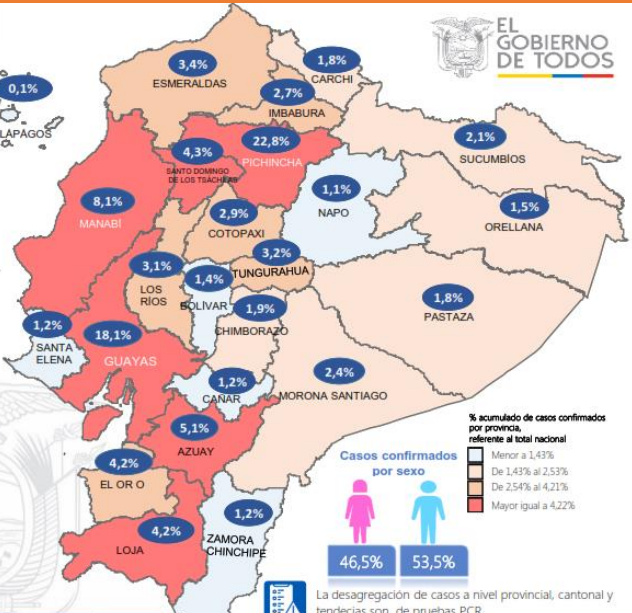 EL
GOBIERNO
DE TODOS
3,4%
ESMERALDAS
1,8%
CARCHI
0,1%
LÁPAGOS
2,7%
IMBABURA
22,8%
PICHINCHA
2,1%
SUCUMBÍOS
4,3%
SANTO DOMINGO
DE LOS TSÁCHILAS
8,1%
MANABÍ
1,1%
NAPO
1,5%
ORELLANA
2,9%
COTOPAXI
3,2%
TUNGURAHUA
3,1%
LOS
RÍOS
1,4%
BOLÍVAR
1,9%
CHIMBORAZO
1,8%
PASTAZA
1,2%
SANTA
ELENA
18,1%
GUAYAS
1,2%
CAÑAR
2,4%
MORONA SANTIAGO
5,1%
AZUAY
4,2%
EL OR O
4,2%
LOJA
1,2%
ZAMORA
CHINCHIPE
% acumulado de casos confirmados
por provincia,
referente al total nacional
Menor a 1,43%
De 1,43% al 2,53%
De 2,54% al 4,21%
Mayor igual a 4,22%
Casos confirmados
por sexo
46,5%
53,5%
La desagregación de casos a nivel provincial, cantonal y
tendecias son de pruebas PCR